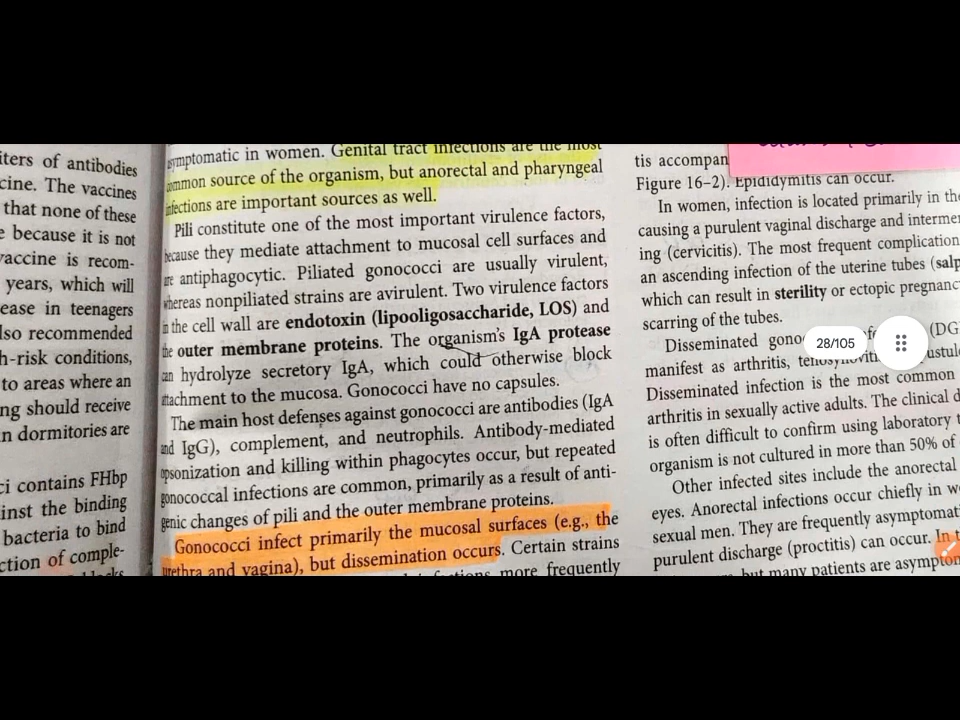 iters of antibodies
cine. The vaccines
that none of these
e because it is not
vaccine is recom-
years, which will
ease in teenagers
lso recommended
h-risk conditions,
to areas where an
ng should receive
n dormitories are
ci contains FHbp
inst the binding
bacteria to bind
ction of comple-
symptomatic in women. Genital tract infections are the most
ommon source of the organism, but anorectal and pharyngeal
nfections are important sources as well.
Pili constitute one of the most important virulence factors,
because they mediate attachment to mucosal cell surfaces and
are antiphagocytic. Piliated gonococci are usually virulent,
whereas nonpiliated strains are avirulent. Two virulence factors
in the cell wall are endotoxin (lipooligosaccharide, LOS) and
the outer membrane proteins. The organism's IgA protease
can hydrolyze secretory IgA, which could otherwise block
attachment to the mucosa. Gonococci have no capsules.
The main host defenses against gonococci are antibodies (IgA
and IgG), complement, and neutrophils. Antibody-mediated
opsonization and killing within phagocytes occur, but repeated
gonococcal infections are common, primarily as a result of anti-
genic changes of pili and the outer membrane proteins.
Gonococci infect primarily the mucosal surfaces (e.g., the
urethra and vagina), but dissemination occurs. Certain strains
more frequently
tis accompan
Figure 16–2). Epididymitis can occur.
In women, infection is located primarily in the
causing a purulent vaginal discharge and interme
ing (cervicitis). The most frequent complication
an ascending infection of the uterine tubes (salp
which can result in sterility or ectopic pregnanc
scarring of the tubes.
Disseminated gono (DG
manifest as arthritis, ustul
Disseminated infection is the most common
arthritis in sexually active adults. The clinical d
is often difficult to confirm using laboratory t
organism is not cultured in more than 50% of
Other infected sites include the anorectal
eyes. Anorectal infections occur chiefly in w
sexual men. They are frequently asymptomati
purulent discharge (proctitis) can occur. In t
but many patients are asymptom
28/105